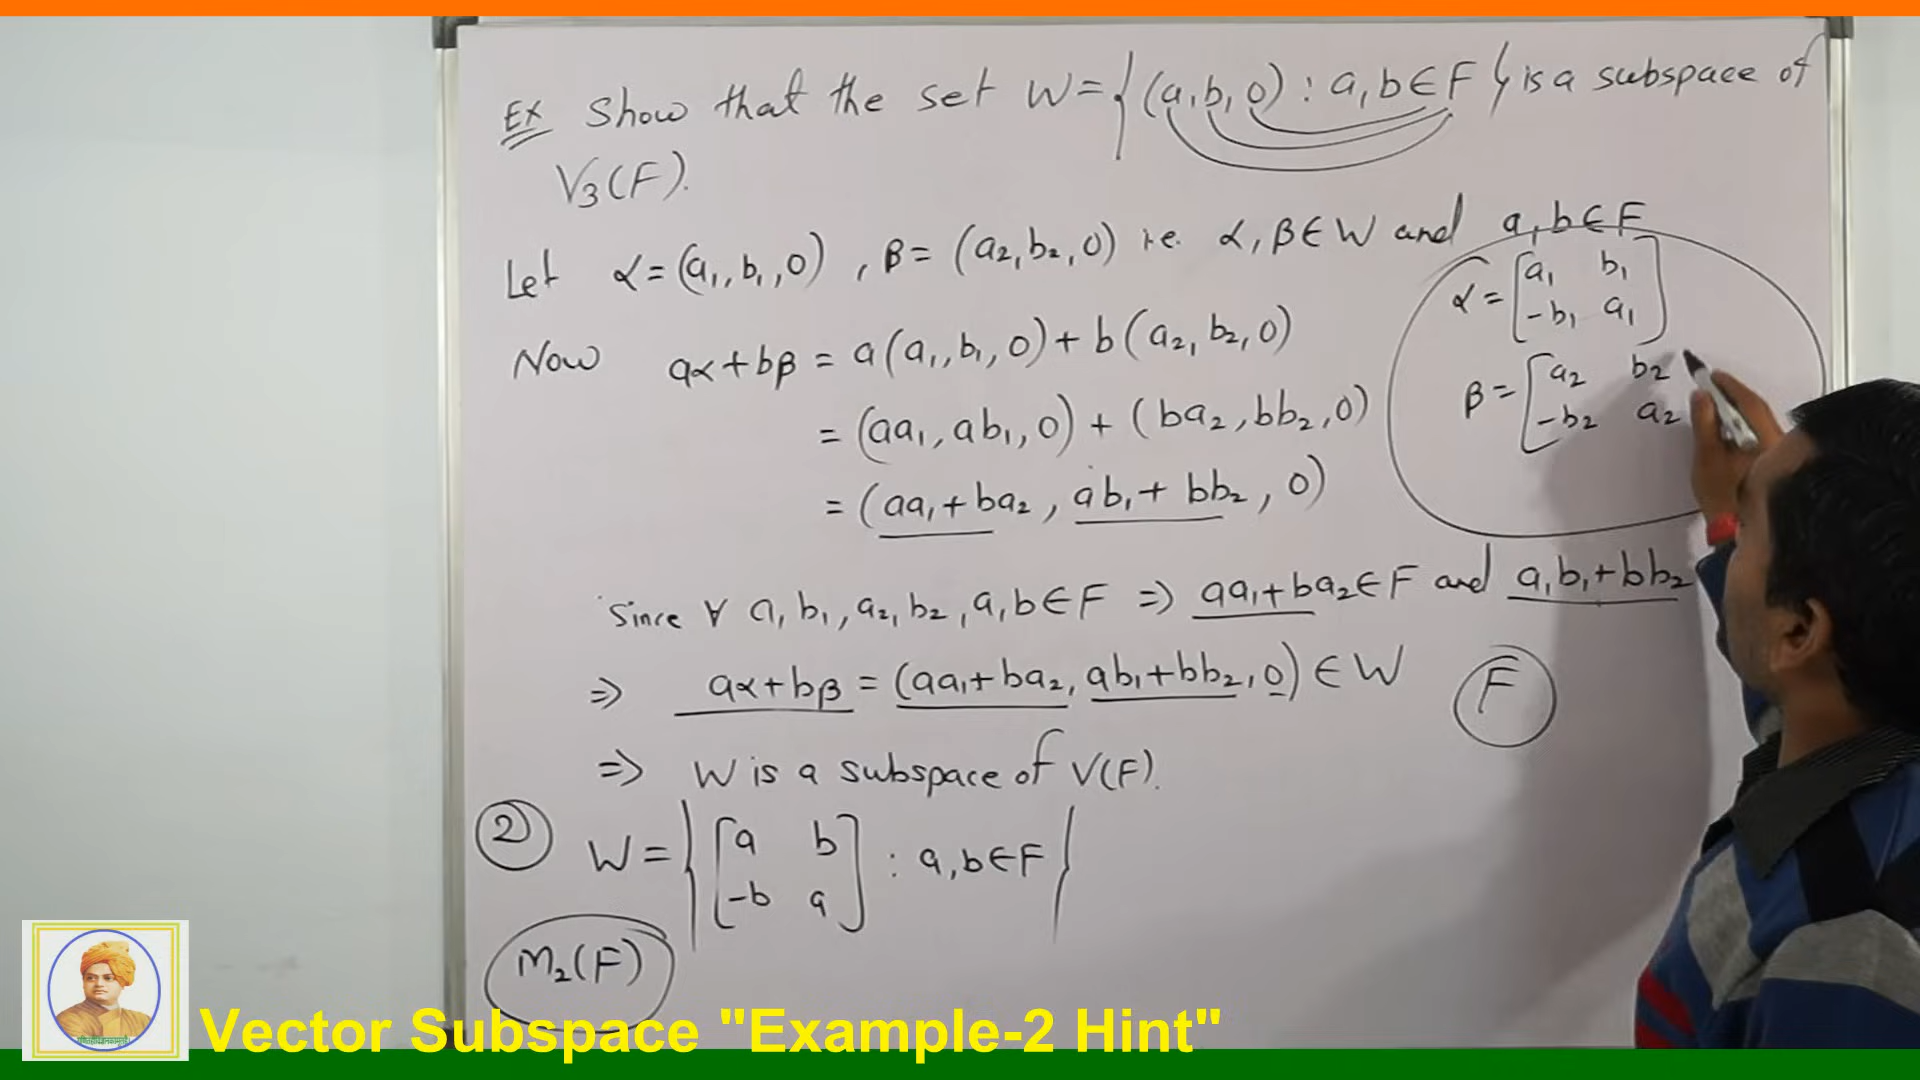 Ex Show that the set W = {(a, b, 0) : a, b ∈ F} is a subspace of
V₃(F).
Let α = (a₁, b₁, 0), β = (a₂, b₂, 0) i.e. α, β ∈ W and a, b ∈ F
Now aα + bβ = a(a₁, b₁, 0) + b(a₂, b₂, 0)
= (aa₁, ab₁, 0) + (ba₂, bb₂, 0)
= (aa₁ + ba₂, ab₁ + bb₂, 0)
α = [a₁ b₁
-b₁ a₁]
β = [a₂ b₂
-b₂ a₂
Since ∀ a, b₁, a₂, b₂, a, b ∈ F ⇒ aa₁ + ba₂ ∈ F and a, b₁ + bb₂
⇒ aα + bβ = (aa₁ + ba₂, ab₁ + bb₂, 0) ∈ W
F
⇒ W is a subspace of V(F).
2 W = {[a b
-b a] : a, b ∈ F}
M₂(F)
Vector Subspace "Example-2 Hint"